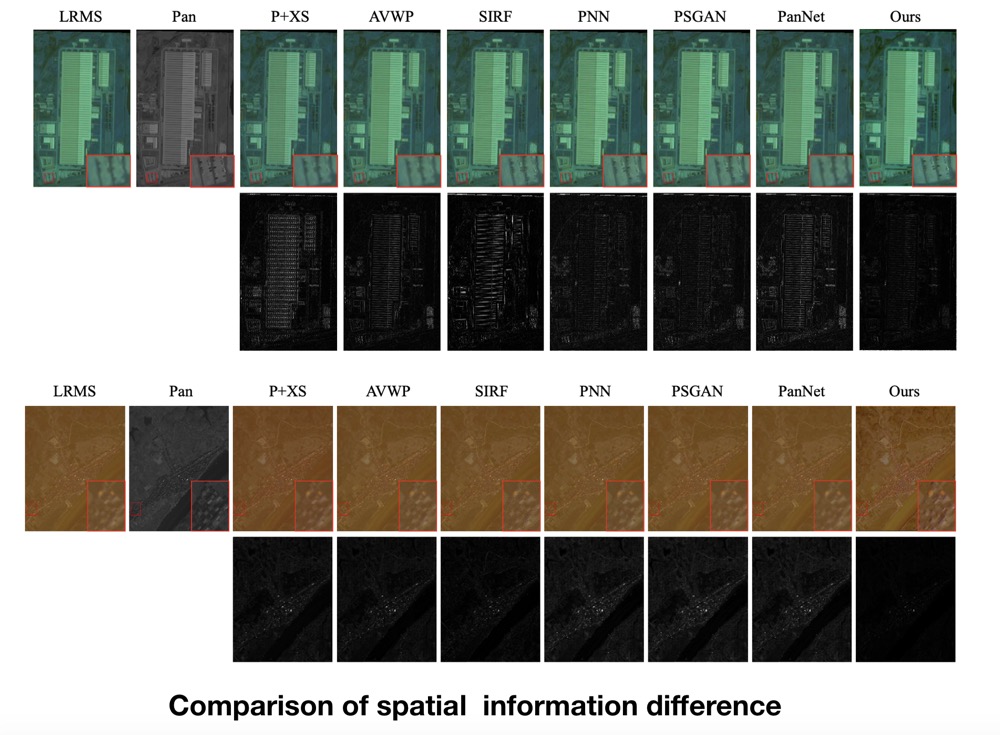 LRMS Pan P+XS AVWP SIRF PNN PSGAN PanNet Ours
LRMS Pan P+XS AVWP SIRF PNN PSGAN PanNet Ours
Comparison of spatial  information difference